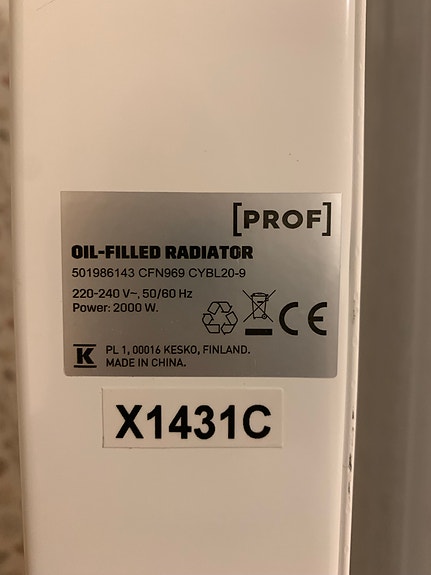 [PROF]
OIL-FILLED RADIATOR
501986143 CFN969 CYBL20-9
220-240 V~, 50/60 Hz
Power: 2000 W.
CE
K PL 1, 00016 KESKO, FINLAND.
MADE IN CHINA.
X1431C